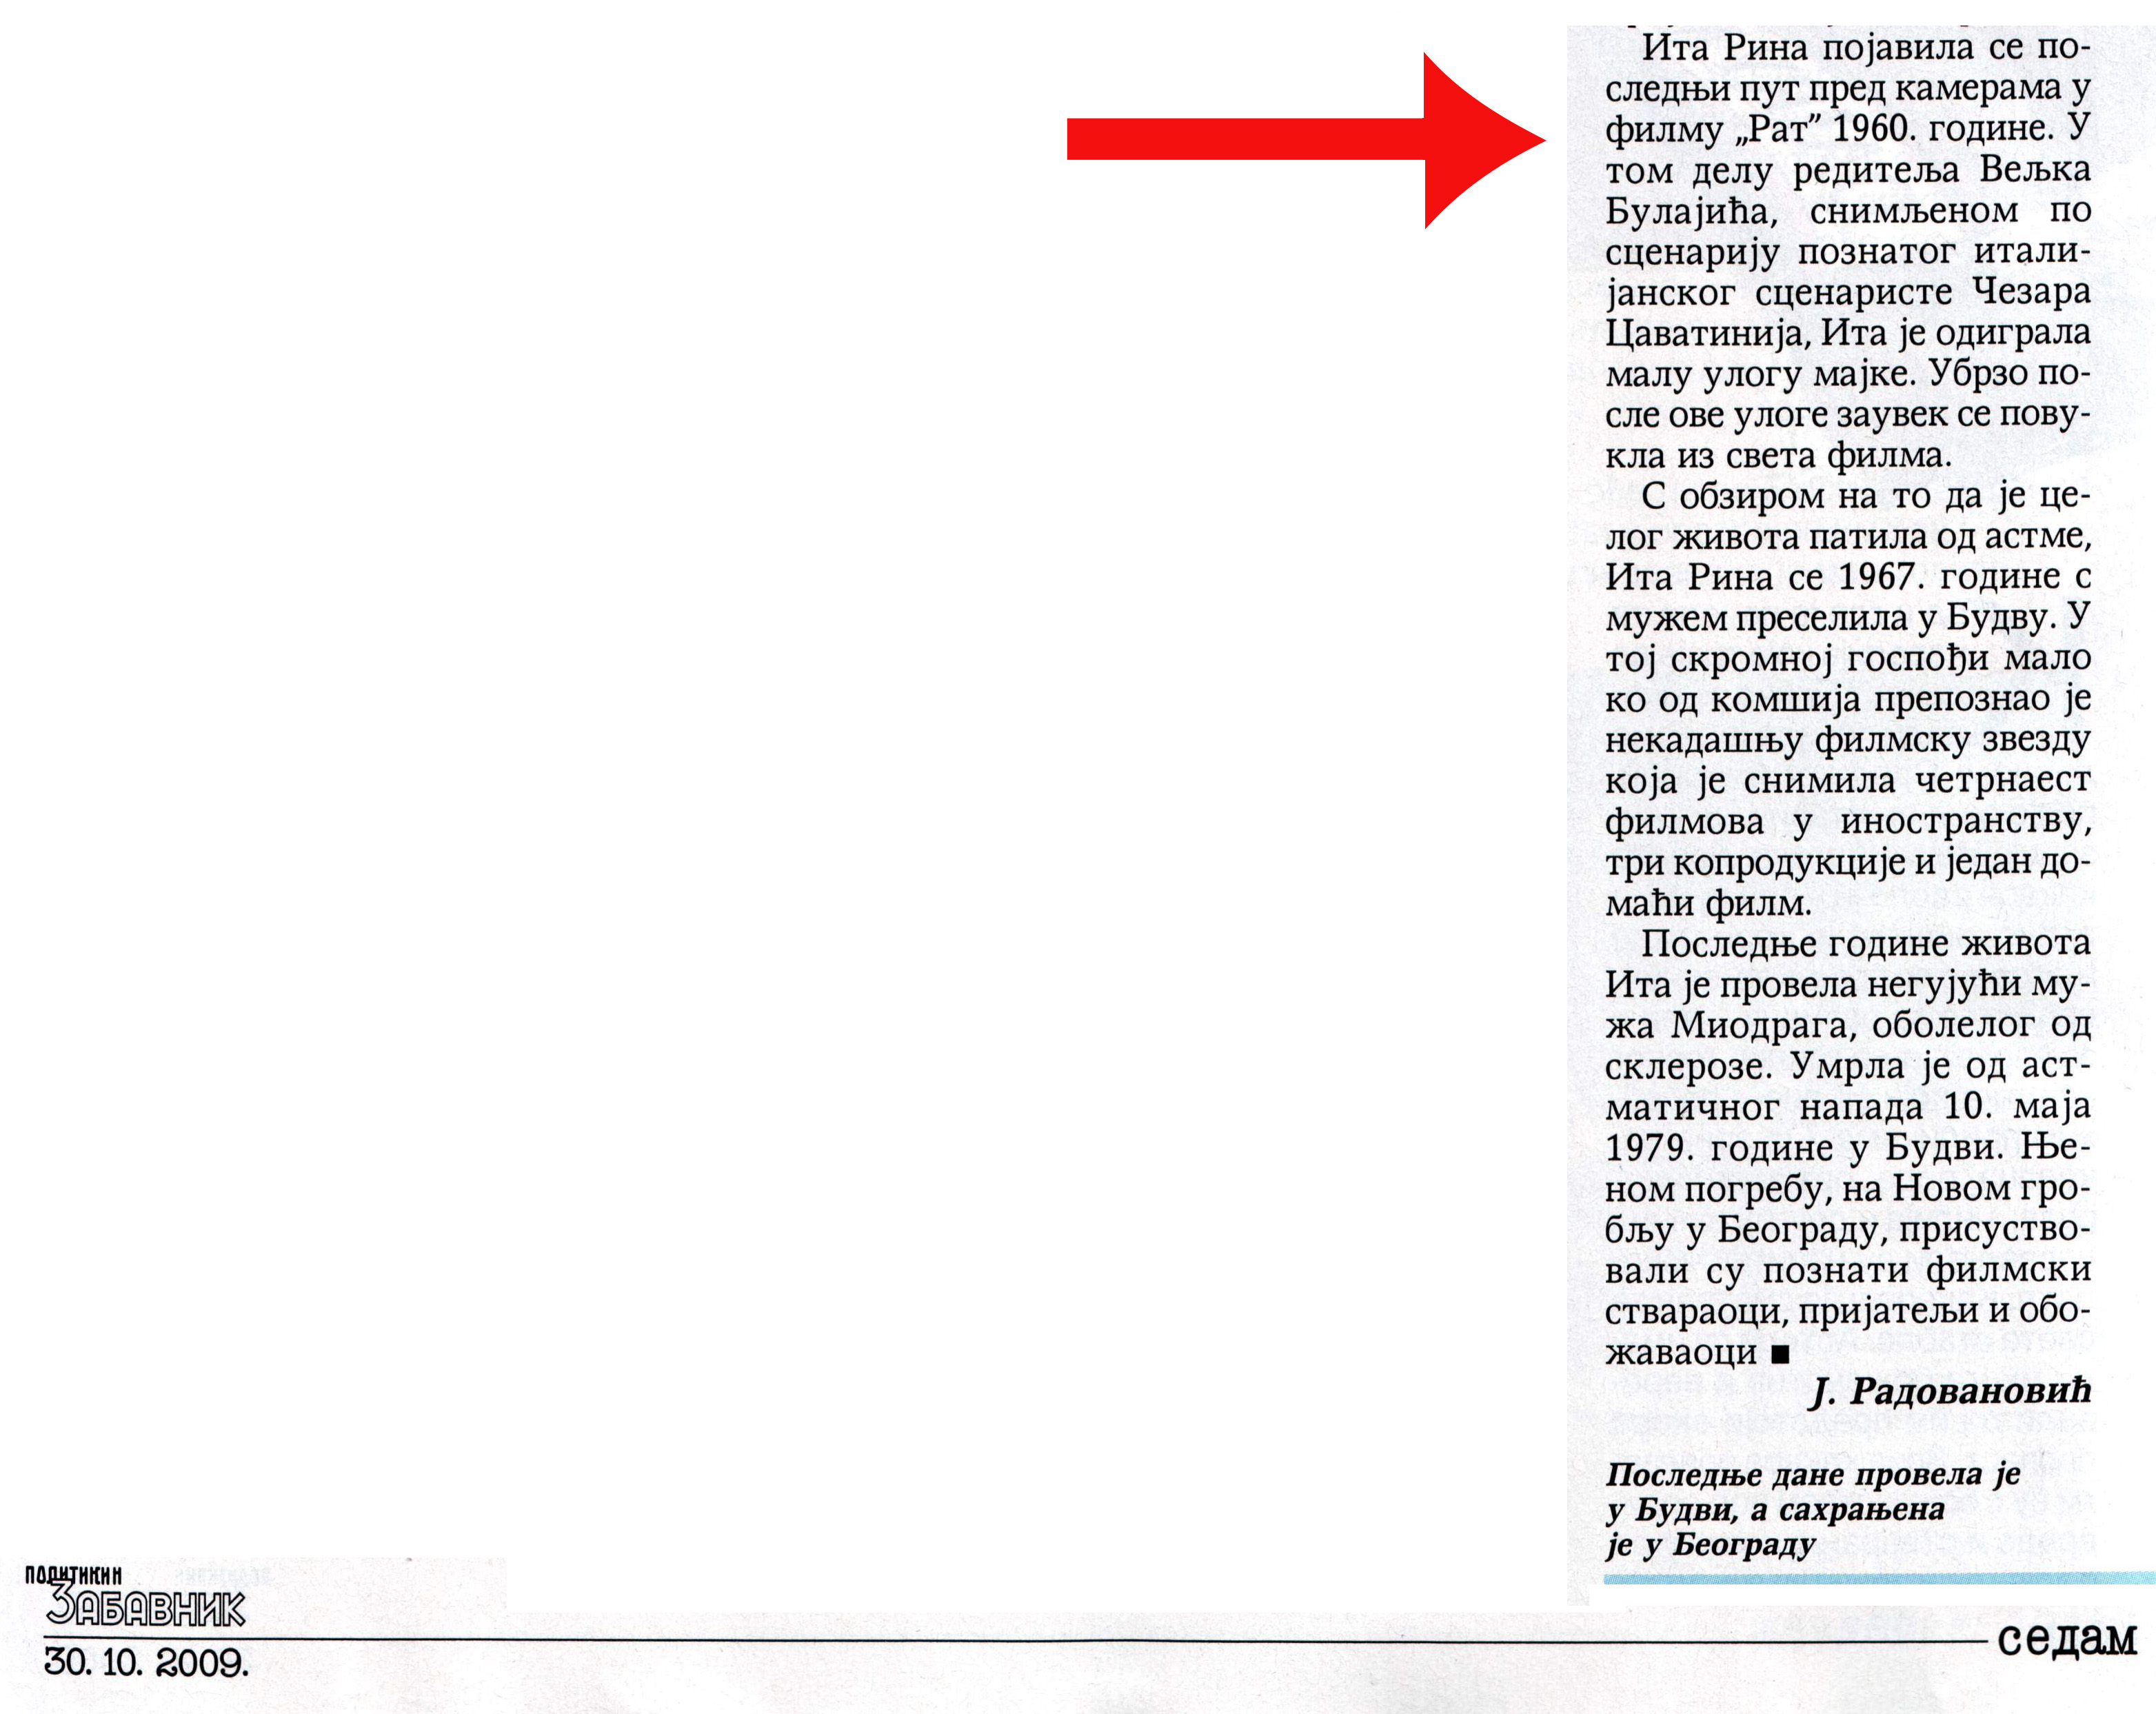 Ита Рина појавила се по-
следњи пут пред камерама у
филму „Рат” 1960. године. У
том делу редитеља Вељка
Булајића, снимљеном по
сценарију познатог итали-
јанског сценаристе Чезара
Цаватинија, Ита је одиграла
малу улогу мајке. Убрзо по-
сле ове улоге заувек се пову-
кла из света филма.
С обзиром на то да је це-
лог живота патила од астме,
Ита Рина се 1967. године с
мужем преселила у Будву. У
тој скромној госпођи мало
ко од комшија препознао је
некадашњу филмску звезду
која је снимила четрнаест
филмова у иностранству,
три копродукције и један до-
маћи филм.
Последње године живота
Ита је провела негујући му-
жа Миодрага, оболелог од
склерозе. Умрла је од аст-
матичног напада 10. маја
1979. године у Будви. Ње-
ном погребу, на Новом гро-
бљу у Београду, присуство-
вали су познати филмски
ствараоци, пријатељи и обо-
жаваоци ■
Ј. Радовановић
Последње дане провела је
у Будви, а сахрањена
је у Београду
ПОЛИТИКИН
ЗАБАВНИК
30. 10. 2009.
седам